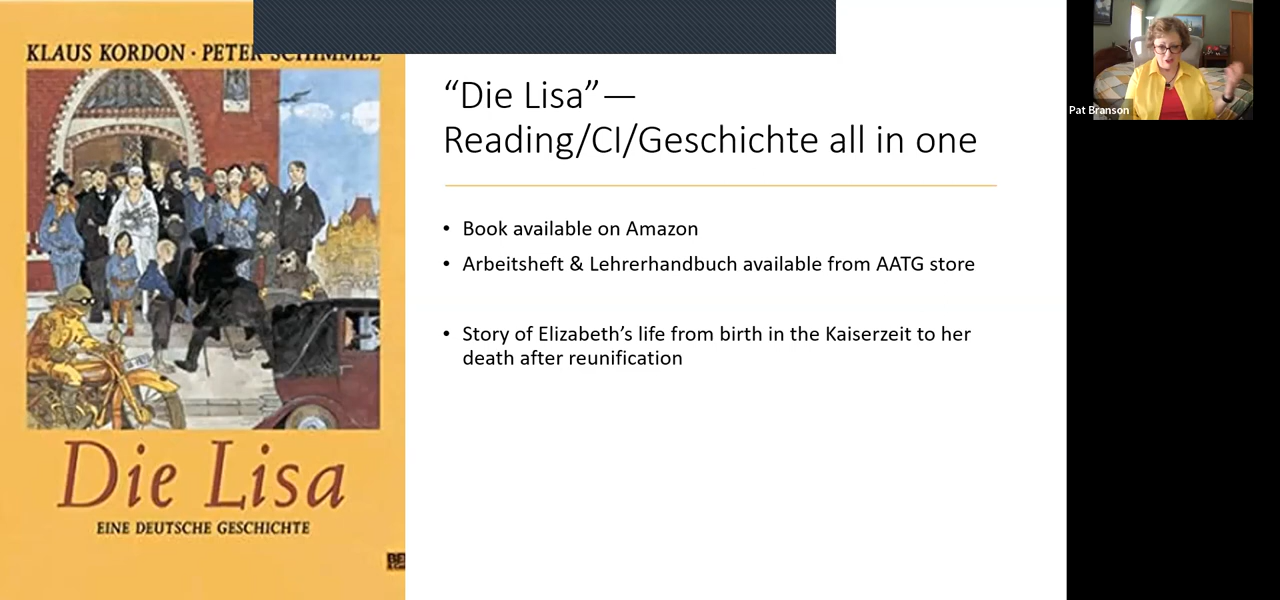 KLAUS KORDON · PETER SCHIMMEL
Die Lisa
EINE DEUTSCHE GESCHICHTE
“Die Lisa”—
Reading/CI/Geschichte all in one
• Book available on Amazon
• Arbeitsheft & Lehrerhandbuch available from AATG store
• Story of Elizabeth’s life from birth in the Kaiserzeit to her
death after reunification
Pat Branson